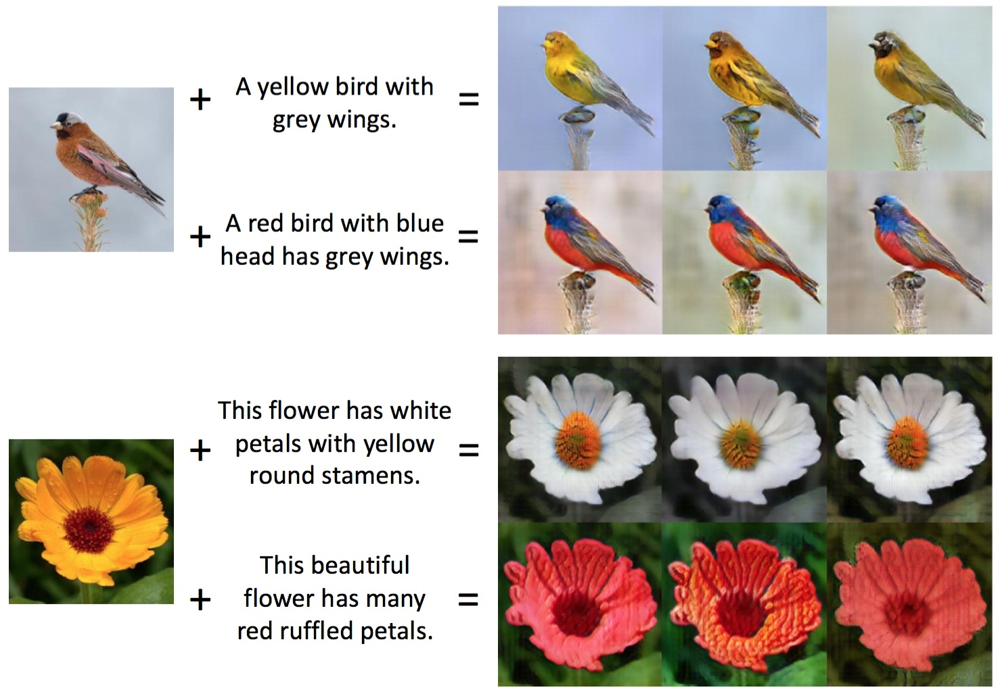 + A yellow bird with =
grey wings.
+ A red bird with blue =
head has grey wings.
This flower has white
+ petals with yellow =
round stamens.
This beautiful
+ flower has many =
red ruffled petals.